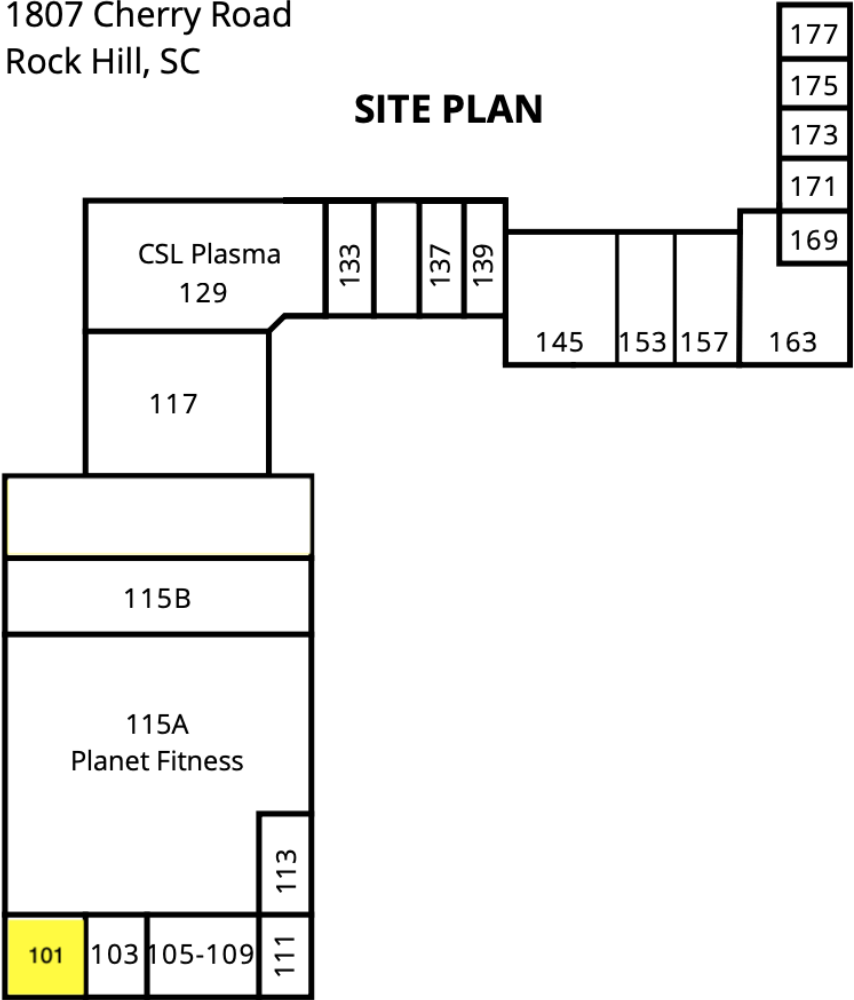 1807 Cherry Road
Rock Hill, SC
SITE PLAN
177
175
173
171
169
CSL Plasma
129
133
137
139
145
153
157
163
117
115B
115A
Planet Fitness
113
101
103
105-109
111